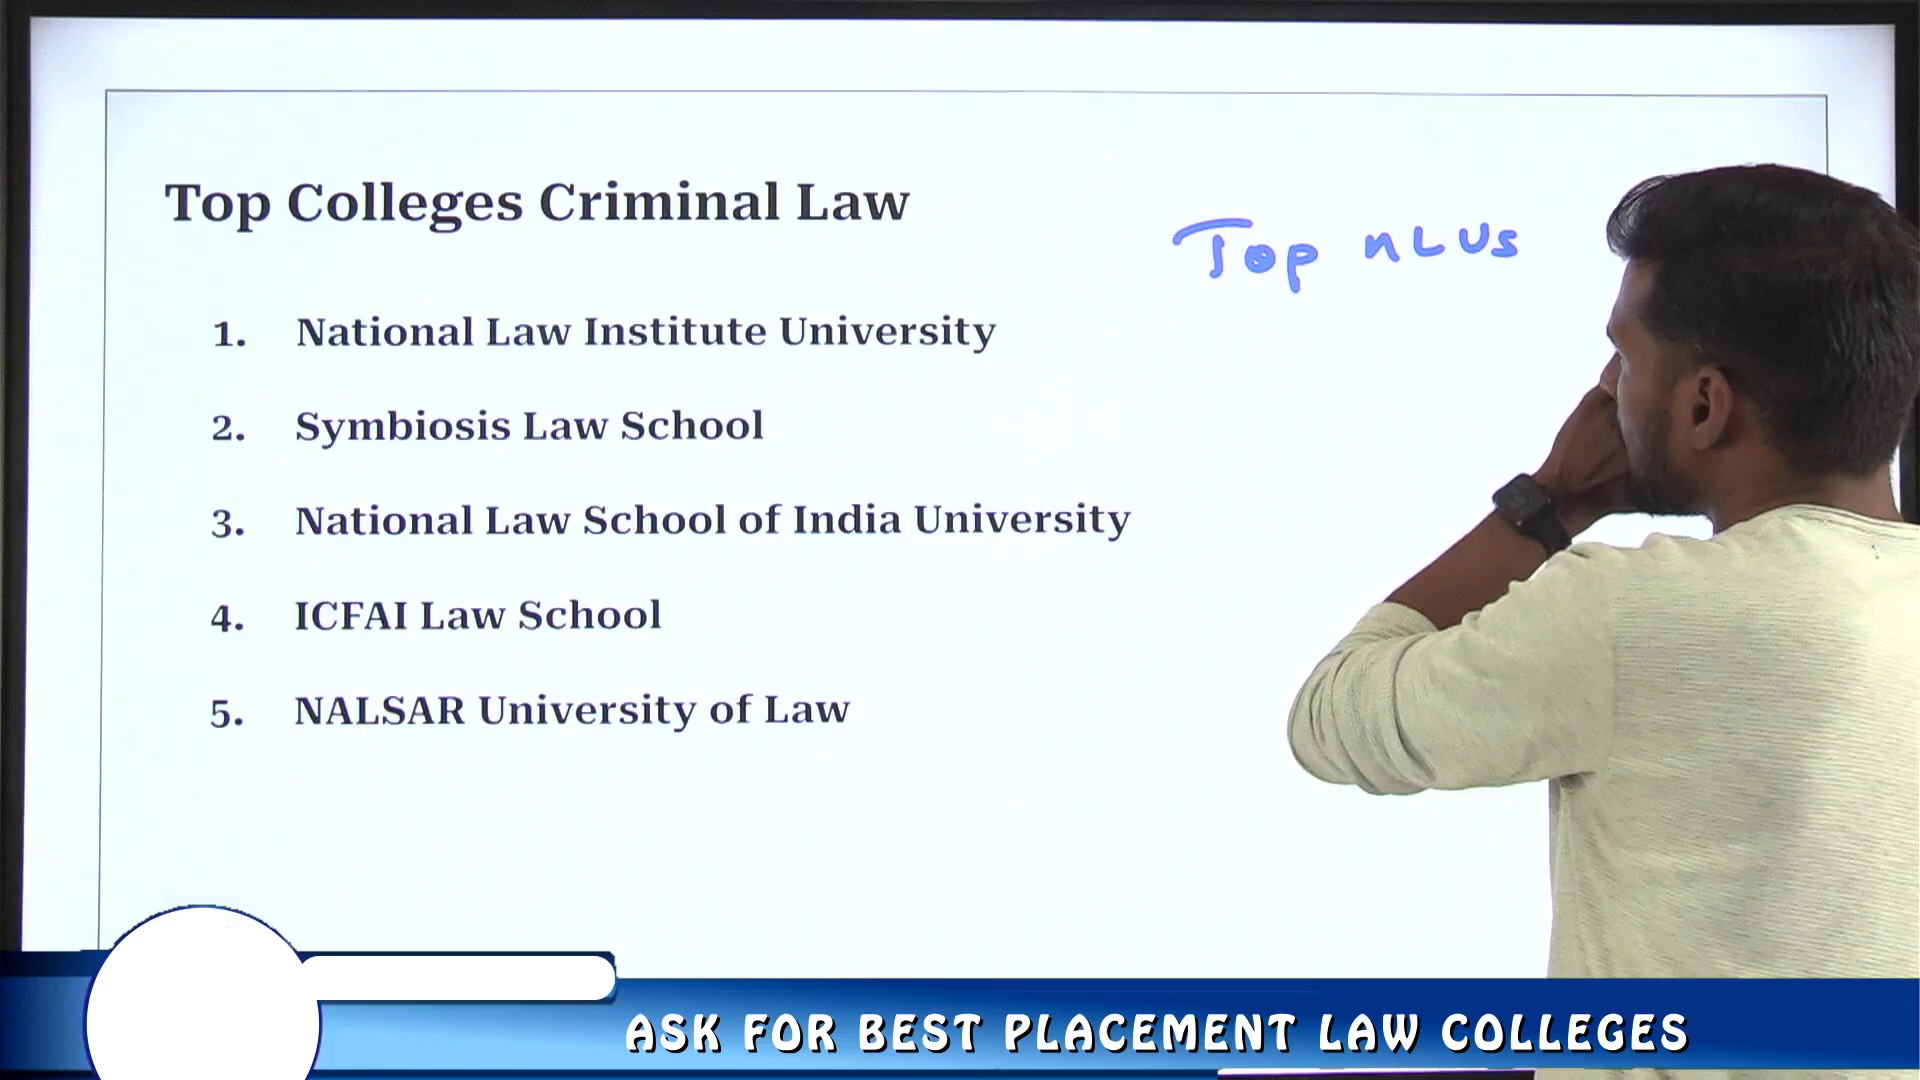 Top Colleges Criminal Law
Top nLUs
1. National Law Institute University
2. Symbiosis Law School
3. National Law School of India University
4. ICFAI Law School
5. NALSAR University of Law
ASK FOR BEST PLACEMENT LAW COLLEGES